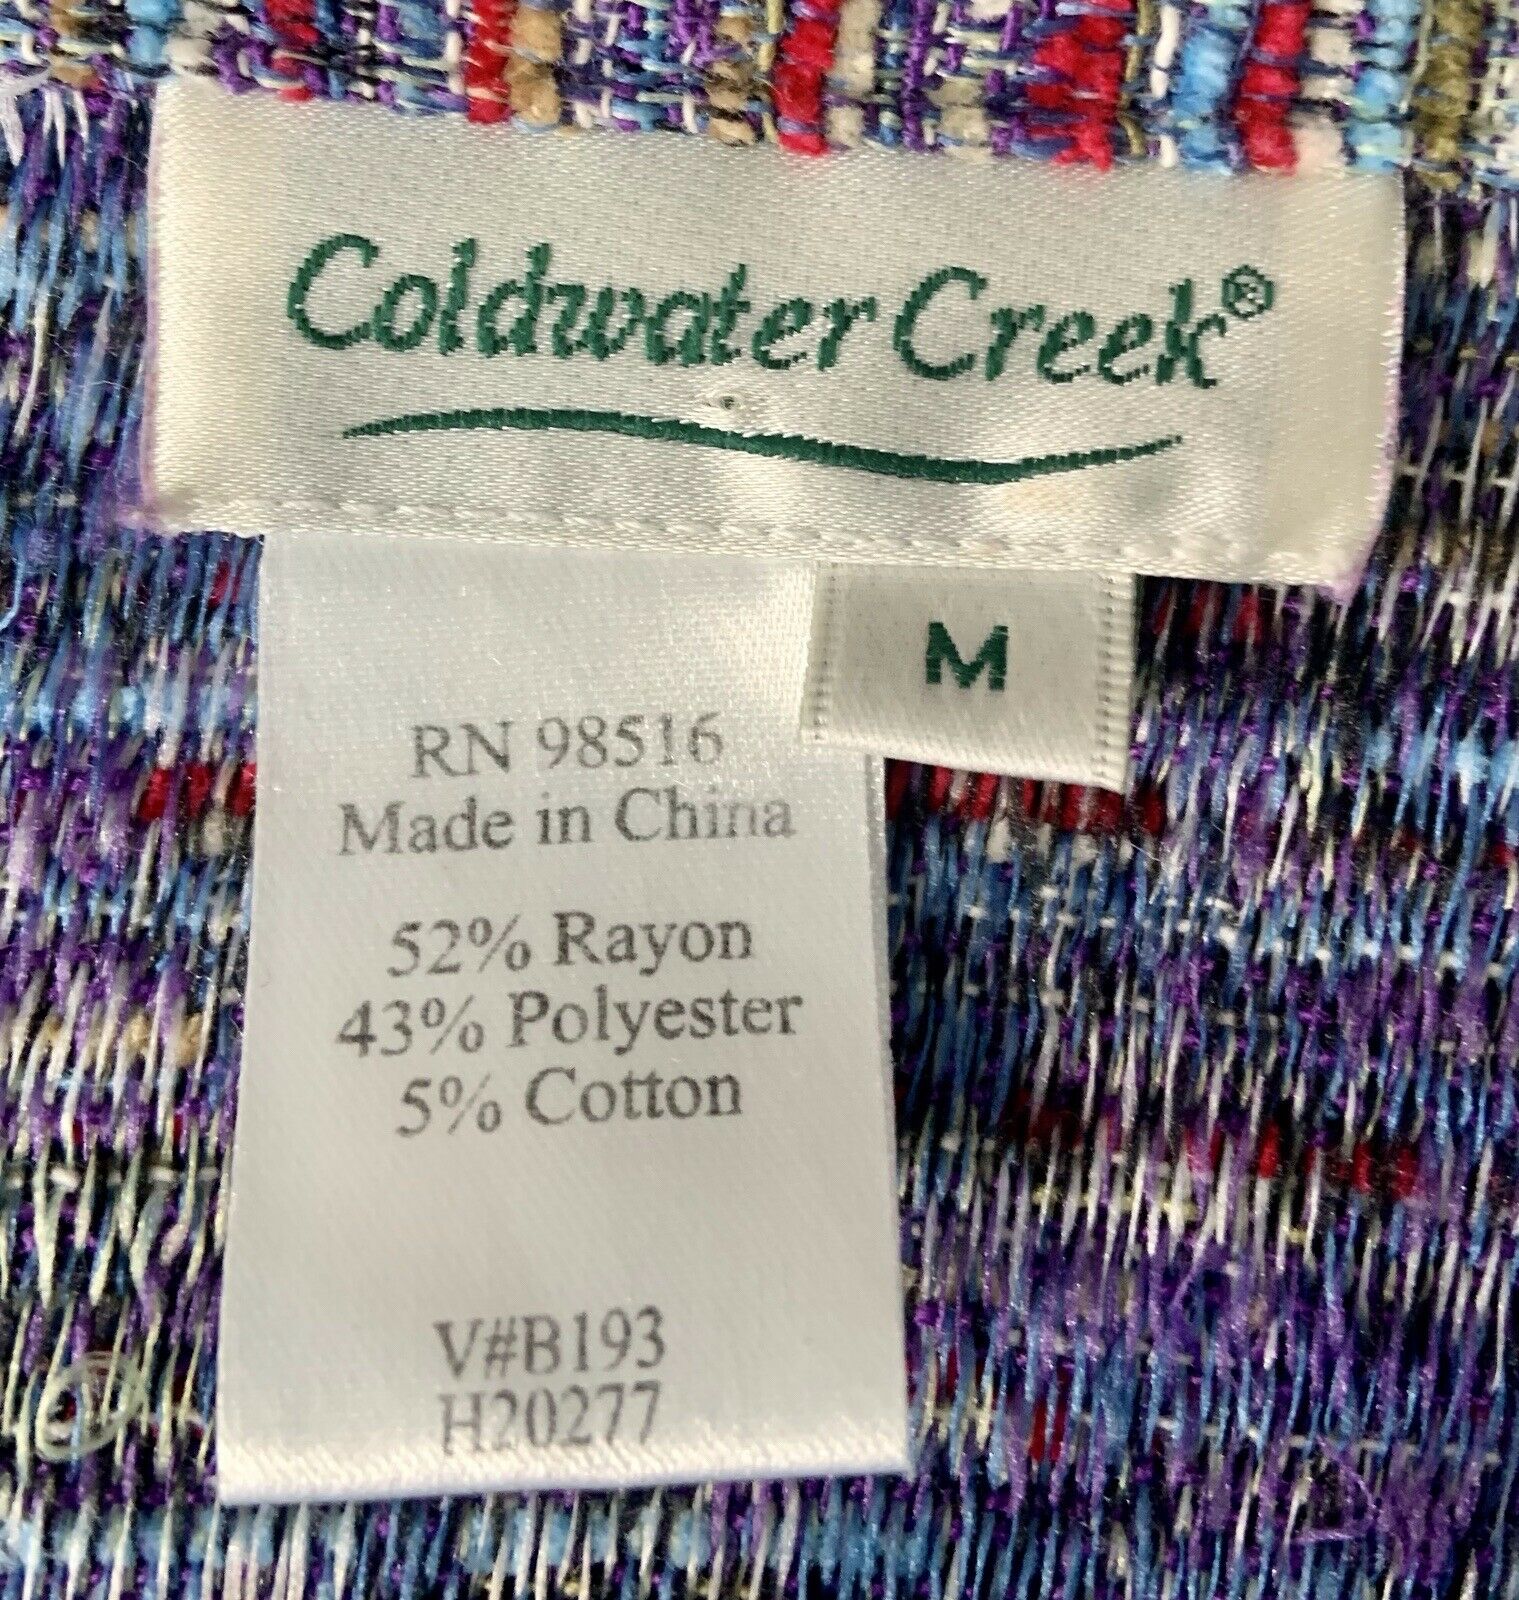 Coldwater Creek®
M
RN 98516
Made in China
52% Rayon
43% Polyester
5% Cotton
V#B193
H20277